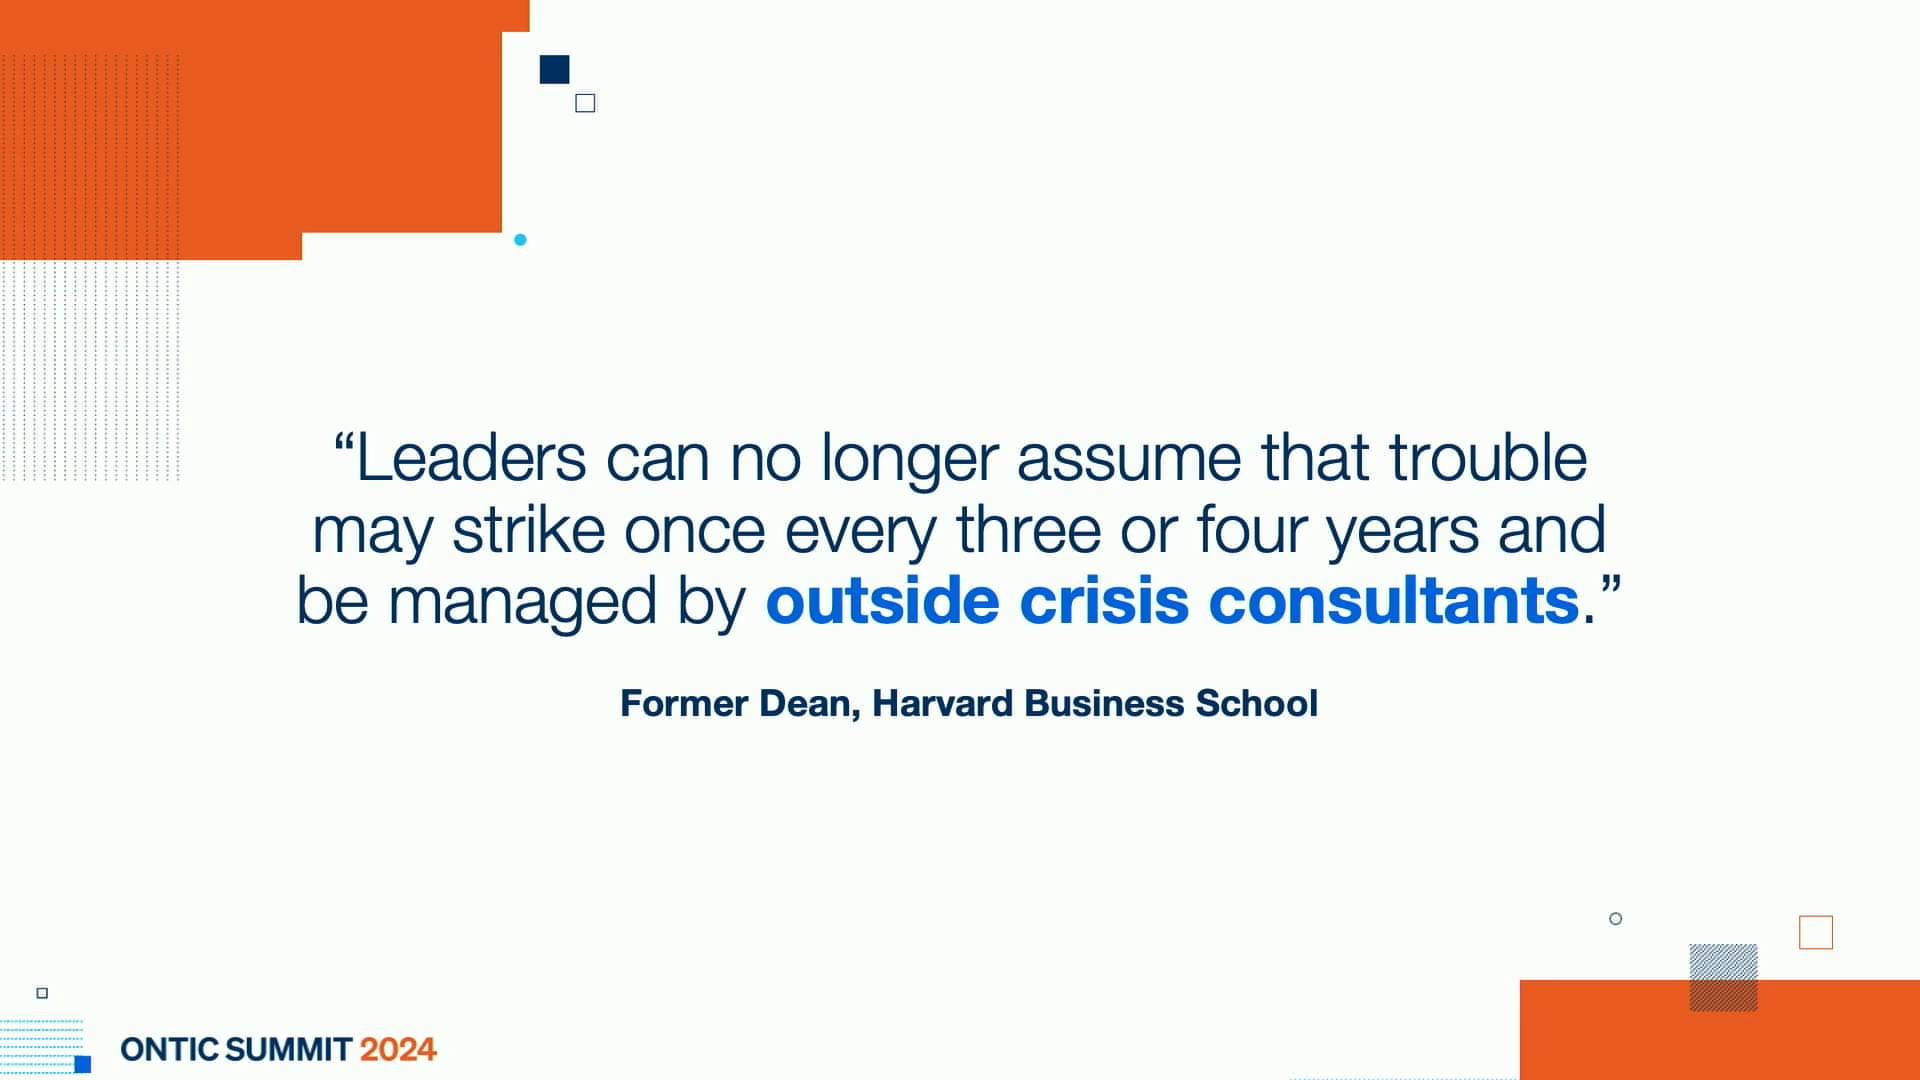 “Leaders can no longer assume that trouble
may strike once every three or four years and
be managed by outside crisis consultants.”
Former Dean, Harvard Business School
ONTIC SUMMIT 2024